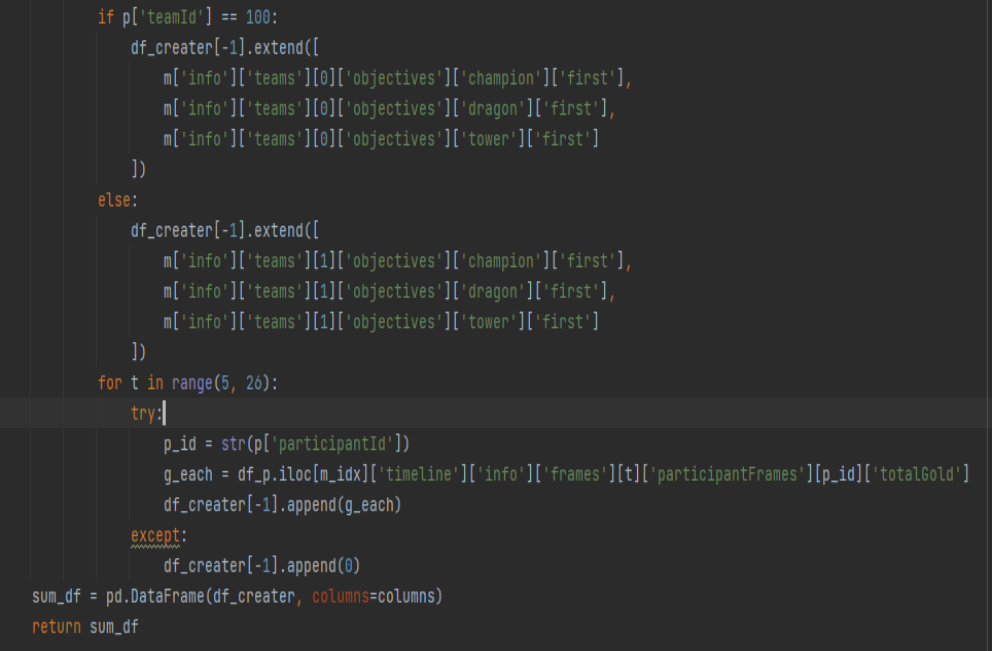 if p['teamId'] == 100:
df_creater[-1].extend([
m['info']['teams'][0]['objectives']['champion']['first'],
m['info']['teams'][0]['objectives']['dragon']['first'],
m['info']['teams'][0]['objectives']['tower']['first']
])
else:
df_creater[-1].extend([
m['info']['teams'][1]['objectives']['champion']['first'],
m['info']['teams'][1]['objectives']['dragon']['first'],
m['info']['teams'][1]['objectives']['tower']['first']
])
for t in range(5, 26):
try:
p_id = str(p['participantId'])
g_each = df_p.iloc[m_idx]['timeline']['info']['frames'][t]['participantFrames'][p_id]['totalGold']
df_creater[-1].append(g_each)
except:
df_creater[-1].append(0)
sum_df = pd.DataFrame(df_creater, columns=columns)
return sum_df